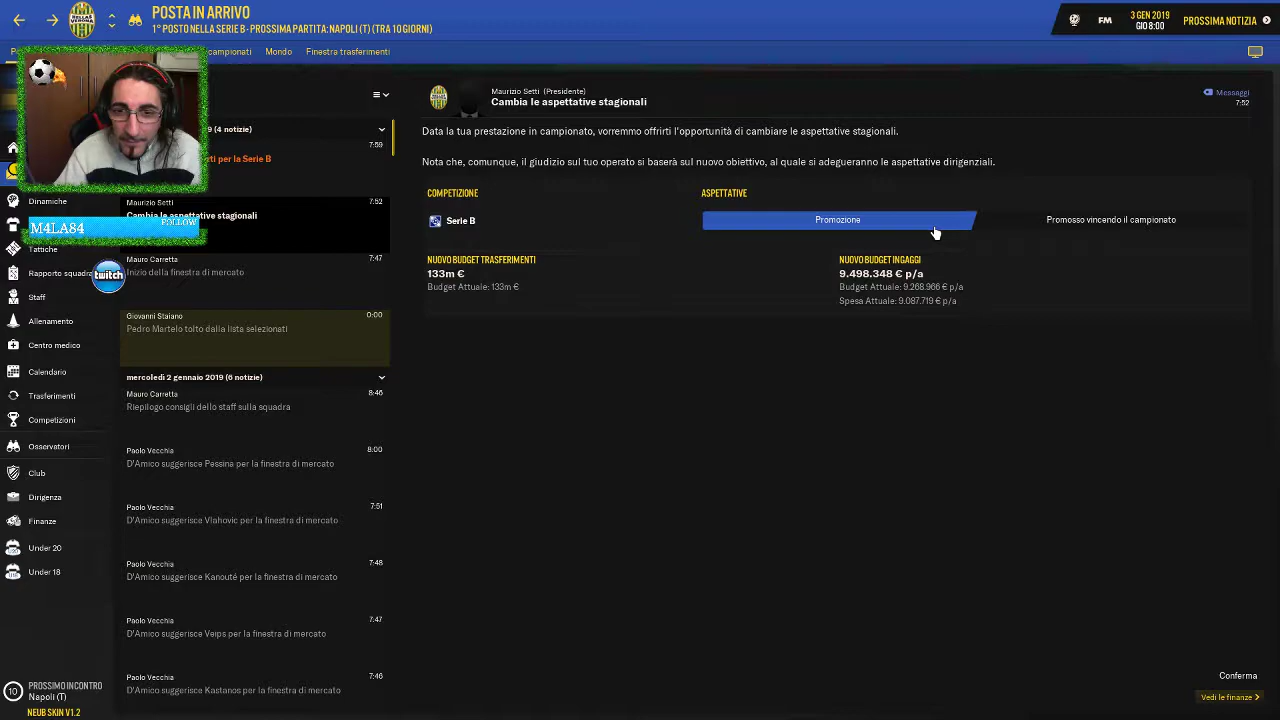 POSTA IN ARRIVO
1° POSTO NELLA SERIE B - PROSSIMA PARTITA: NAPOLI (T) (TRA 10 GIORNI)
FM
3 GEN 2019
GIO 8:00
PROSSIMA NOTIZIA
campionati
Mondo
Finestra trasferimenti
Maurizio Setti (Presidente)
Cambia le aspettative stagionali
Messaggi
7:52
9 (4 notizie)
7:59
rti per la Serie B
Maurizio Setti
7:52
Cambia le aspettative stagionali
Mauro Carretta
7:47
Inizio della finestra di mercato
Giovanni Staiano
0:00
Pedro Martelo tolto dalla lista selezionati
mercoledì 2 gennaio 2019 (6 notizie)
Mauro Carretta
8:46
Riepilogo consigli dello staff sulla squadra
Paolo Vecchia
8:00
D'Amico suggerisce Pessina per la finestra di mercato
Paolo Vecchia
7:51
D'Amico suggerisce Vlahovic per la finestra di mercato
Paolo Vecchia
7:48
D'Amico suggerisce Kanouté per la finestra di mercato
Paolo Vecchia
7:47
D'Amico suggerisce Veips per la finestra di mercato
Paolo Vecchia
7:46
D'Amico suggerisce Kastanos per la finestra di mercato
Data la tua prestazione in campionato, vorremmo offrirti l'opportunità di cambiare le aspettative stagionali.
Nota che, comunque, il giudizio sul tuo operato si baserà sul nuovo obiettivo, al quale si adegueranno le aspettative dirigenziali.
COMPETIZIONE
ASPETTATIVE
Serie B
Promozione
Promosso vincendo il campionato
NUOVO BUDGET TRASFERIMENTI
133m €
Budget Attuale: 133m €
NUOVO BUDGET INGAGGI
9.498.348 € p/a
Budget Attuale: 9.268.966 € p/a
Spesa Attuale: 9.087.719 € p/a
Dinamiche
M4LA84
FOLLOW
twitch
Tattiche
Rapporto squadra
Staff
Allenamento
Centro medico
Calendario
Trasferimenti
Competizioni
Osservatori
Club
Dirigenza
Finanze
Under 20
Under 18
10
PROSSIMO INCONTRO
Napoli (T)
NEUB SKIN V1.2
Conferma
Vedi le finanze